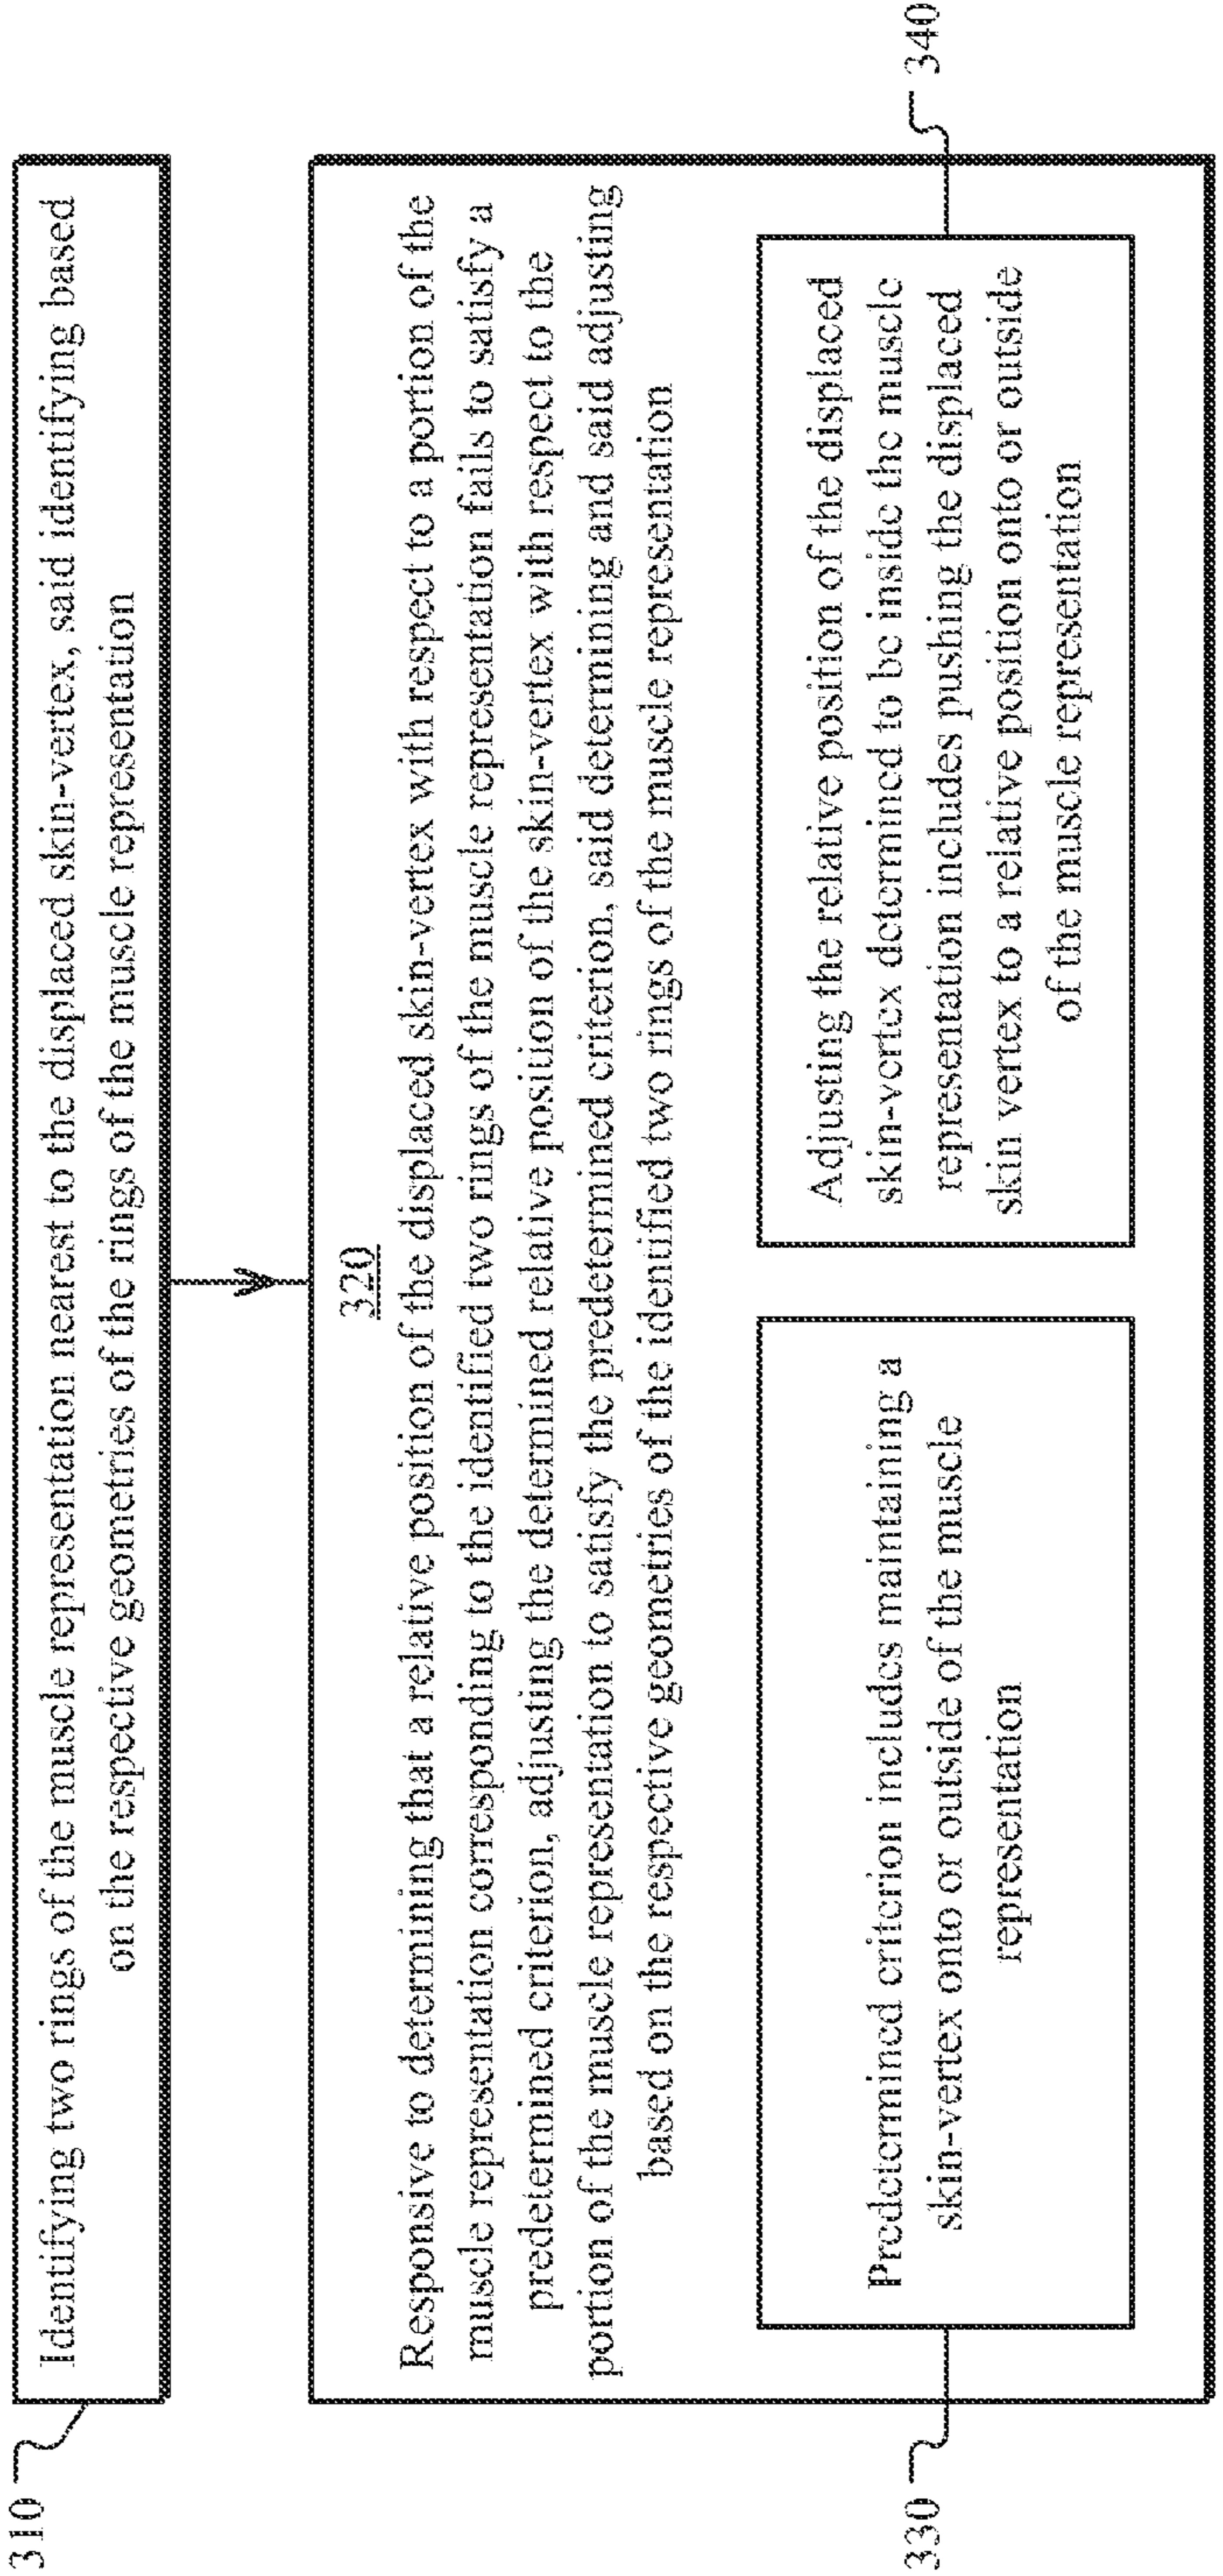 310
Identifying two rings of the muscle representation nearest to the displaced skin-vertex, said identifying based
on the respective geometries of the rings of the muscle representation
320
Responsive to determining that a relative position of the displaced skin-vertex with respect to a portion of the
muscle representation corresponding to the identified two rings of the muscle representation fails to satisfy a
predetermined criterion, adjusting the determined relative position of the skin-vertex with respect to the
portion of the muscle representation to satisfy the predetermined criterion, said determining and said adjusting
based on the respective geometries of the identified two rings of the muscle representation
330
Predetermined criterion includes maintaining a
skin-vertex onto or outside of the muscle
representation
Adjusting the relative position of the displaced
skin-vertex determined to be inside the muscle
representation includes pushing the displaced
skin vertex to a relative position onto or outside
of the muscle representation
340